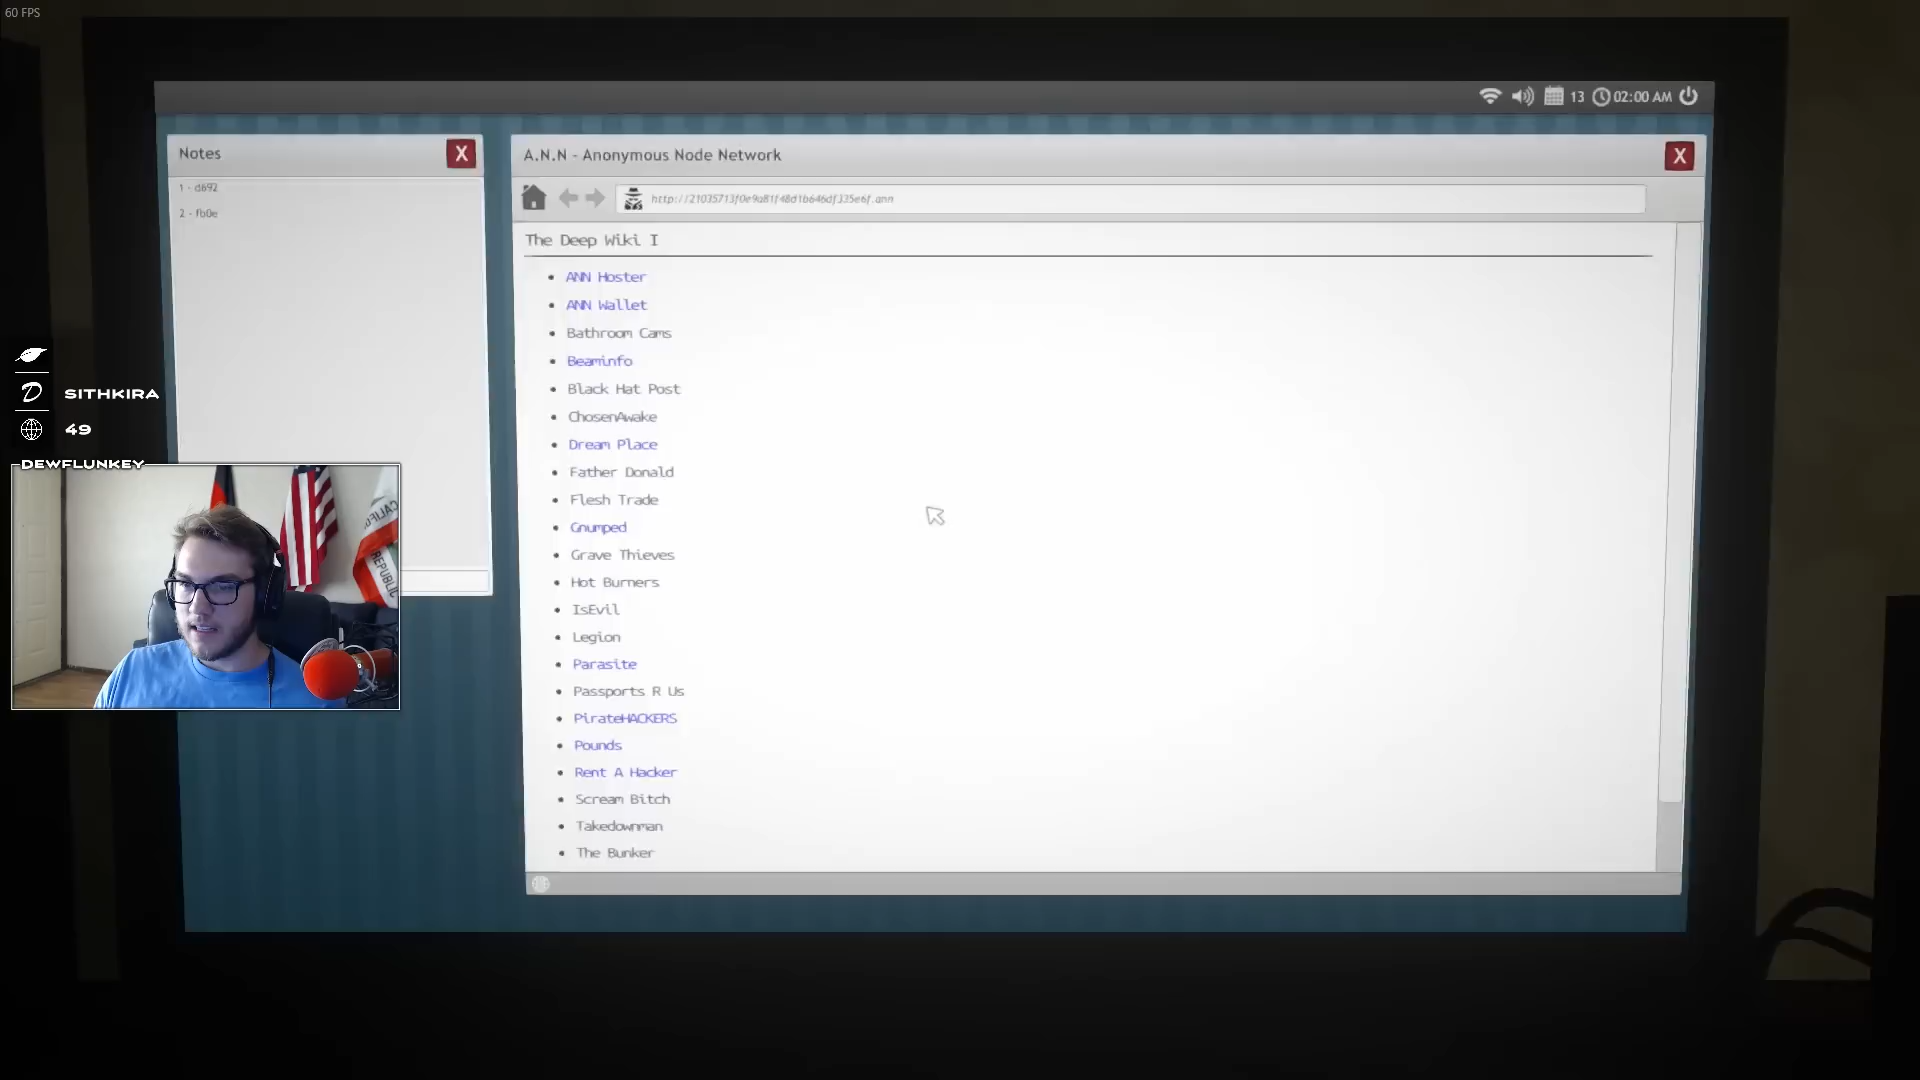 60 FPS
13 02:00 AM
Notes X
1 - d692
2 - fb0e
A.N.N - Anonymous Node Network X
http://21035713f0e9a81f48d1b646df335e6f.ann
The Deep Wiki I
ANN Hoster
ANN Wallet
Bathroom Cams
Beaminfo
Black Hat Post
ChosenAwake
Dream Place
Father Donald
Flesh Trade
Gnumped
Grave Thieves
Hot Burners
IsEvil
Legion
Parasite
Passports R Us
PirateHACKERS
Pounds
Rent A Hacker
Scream Bitch
Takedownman
The Bunker
SITHKIRA
49
DEWFLUNKEY
CALIFORNIA
REPUBLIC